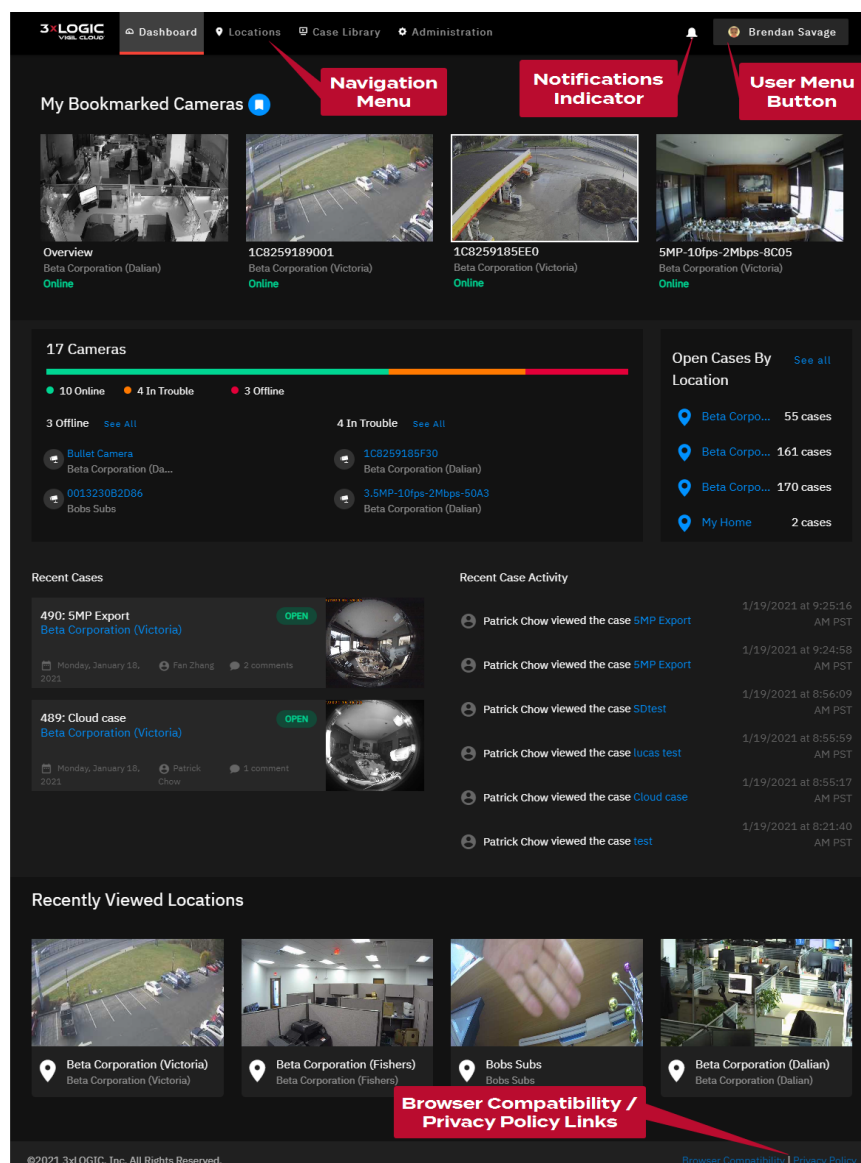 3xLOGIC
VIGIL CLOUD
Dashboard
Locations
Case Library
Administration
Brendan Savage
Navigation
Menu
Notifications
Indicator
User Menu
Button
My Bookmarked Cameras
Overview
Beta Corporation (Dalian)
Online
1C8259189001
Beta Corporation (Victoria)
Online
1C8259185EE0
Beta Corporation (Victoria)
Online
5MP-10fps-2Mbps-8C05
Beta Corporation (Victoria)
Online
17 Cameras
10 Online
4 In Trouble
3 Offline
3 Offline See All
Bullet Camera
Beta Corporation (Da...
0013230B2D86
Bobs Subs
4 In Trouble See All
1C8259185F30
Beta Corporation (Dalian)
3.5MP-10fps-2Mbps-50A3
Beta Corporation (Dalian)
Open Cases By
Location
See all
Beta Corpo... 55 cases
Beta Corpo... 161 cases
Beta Corpo... 170 cases
My Home 2 cases
Recent Cases
490: 5MP Export
OPEN
Beta Corporation (Victoria)
Monday, January 18,
2021
Fan Zhang
2 comments
489: Cloud case
OPEN
Beta Corporation (Victoria)
Monday, January 18,
2021
Patrick
Chow
1 comment
Recent Case Activity
Patrick Chow viewed the case 5MP Export
1/19/2021 at 9:25:16
AM PST
Patrick Chow viewed the case 5MP Export
1/19/2021 at 9:24:58
AM PST
Patrick Chow viewed the case SDtest
1/19/2021 at 8:56:09
AM PST
Patrick Chow viewed the case lucas test
1/19/2021 at 8:55:59
AM PST
Patrick Chow viewed the case Cloud case
1/19/2021 at 8:55:17
AM PST
Patrick Chow viewed the case test
1/19/2021 at 8:21:40
AM PST
Recently Viewed Locations
Beta Corporation (Victoria)
Beta Corporation (Victoria)
Beta Corporation (Fishers)
Beta Corporation (Fishers)
Bobs Subs
Bobs Subs
Beta Corporation (Dalian)
Beta Corporation (Dalian)
Browser Compatibility /
Privacy Policy Links
©2021 3xLOGIC, Inc. All Rights Reserved.
Browser Compatibility | Privacy Policy